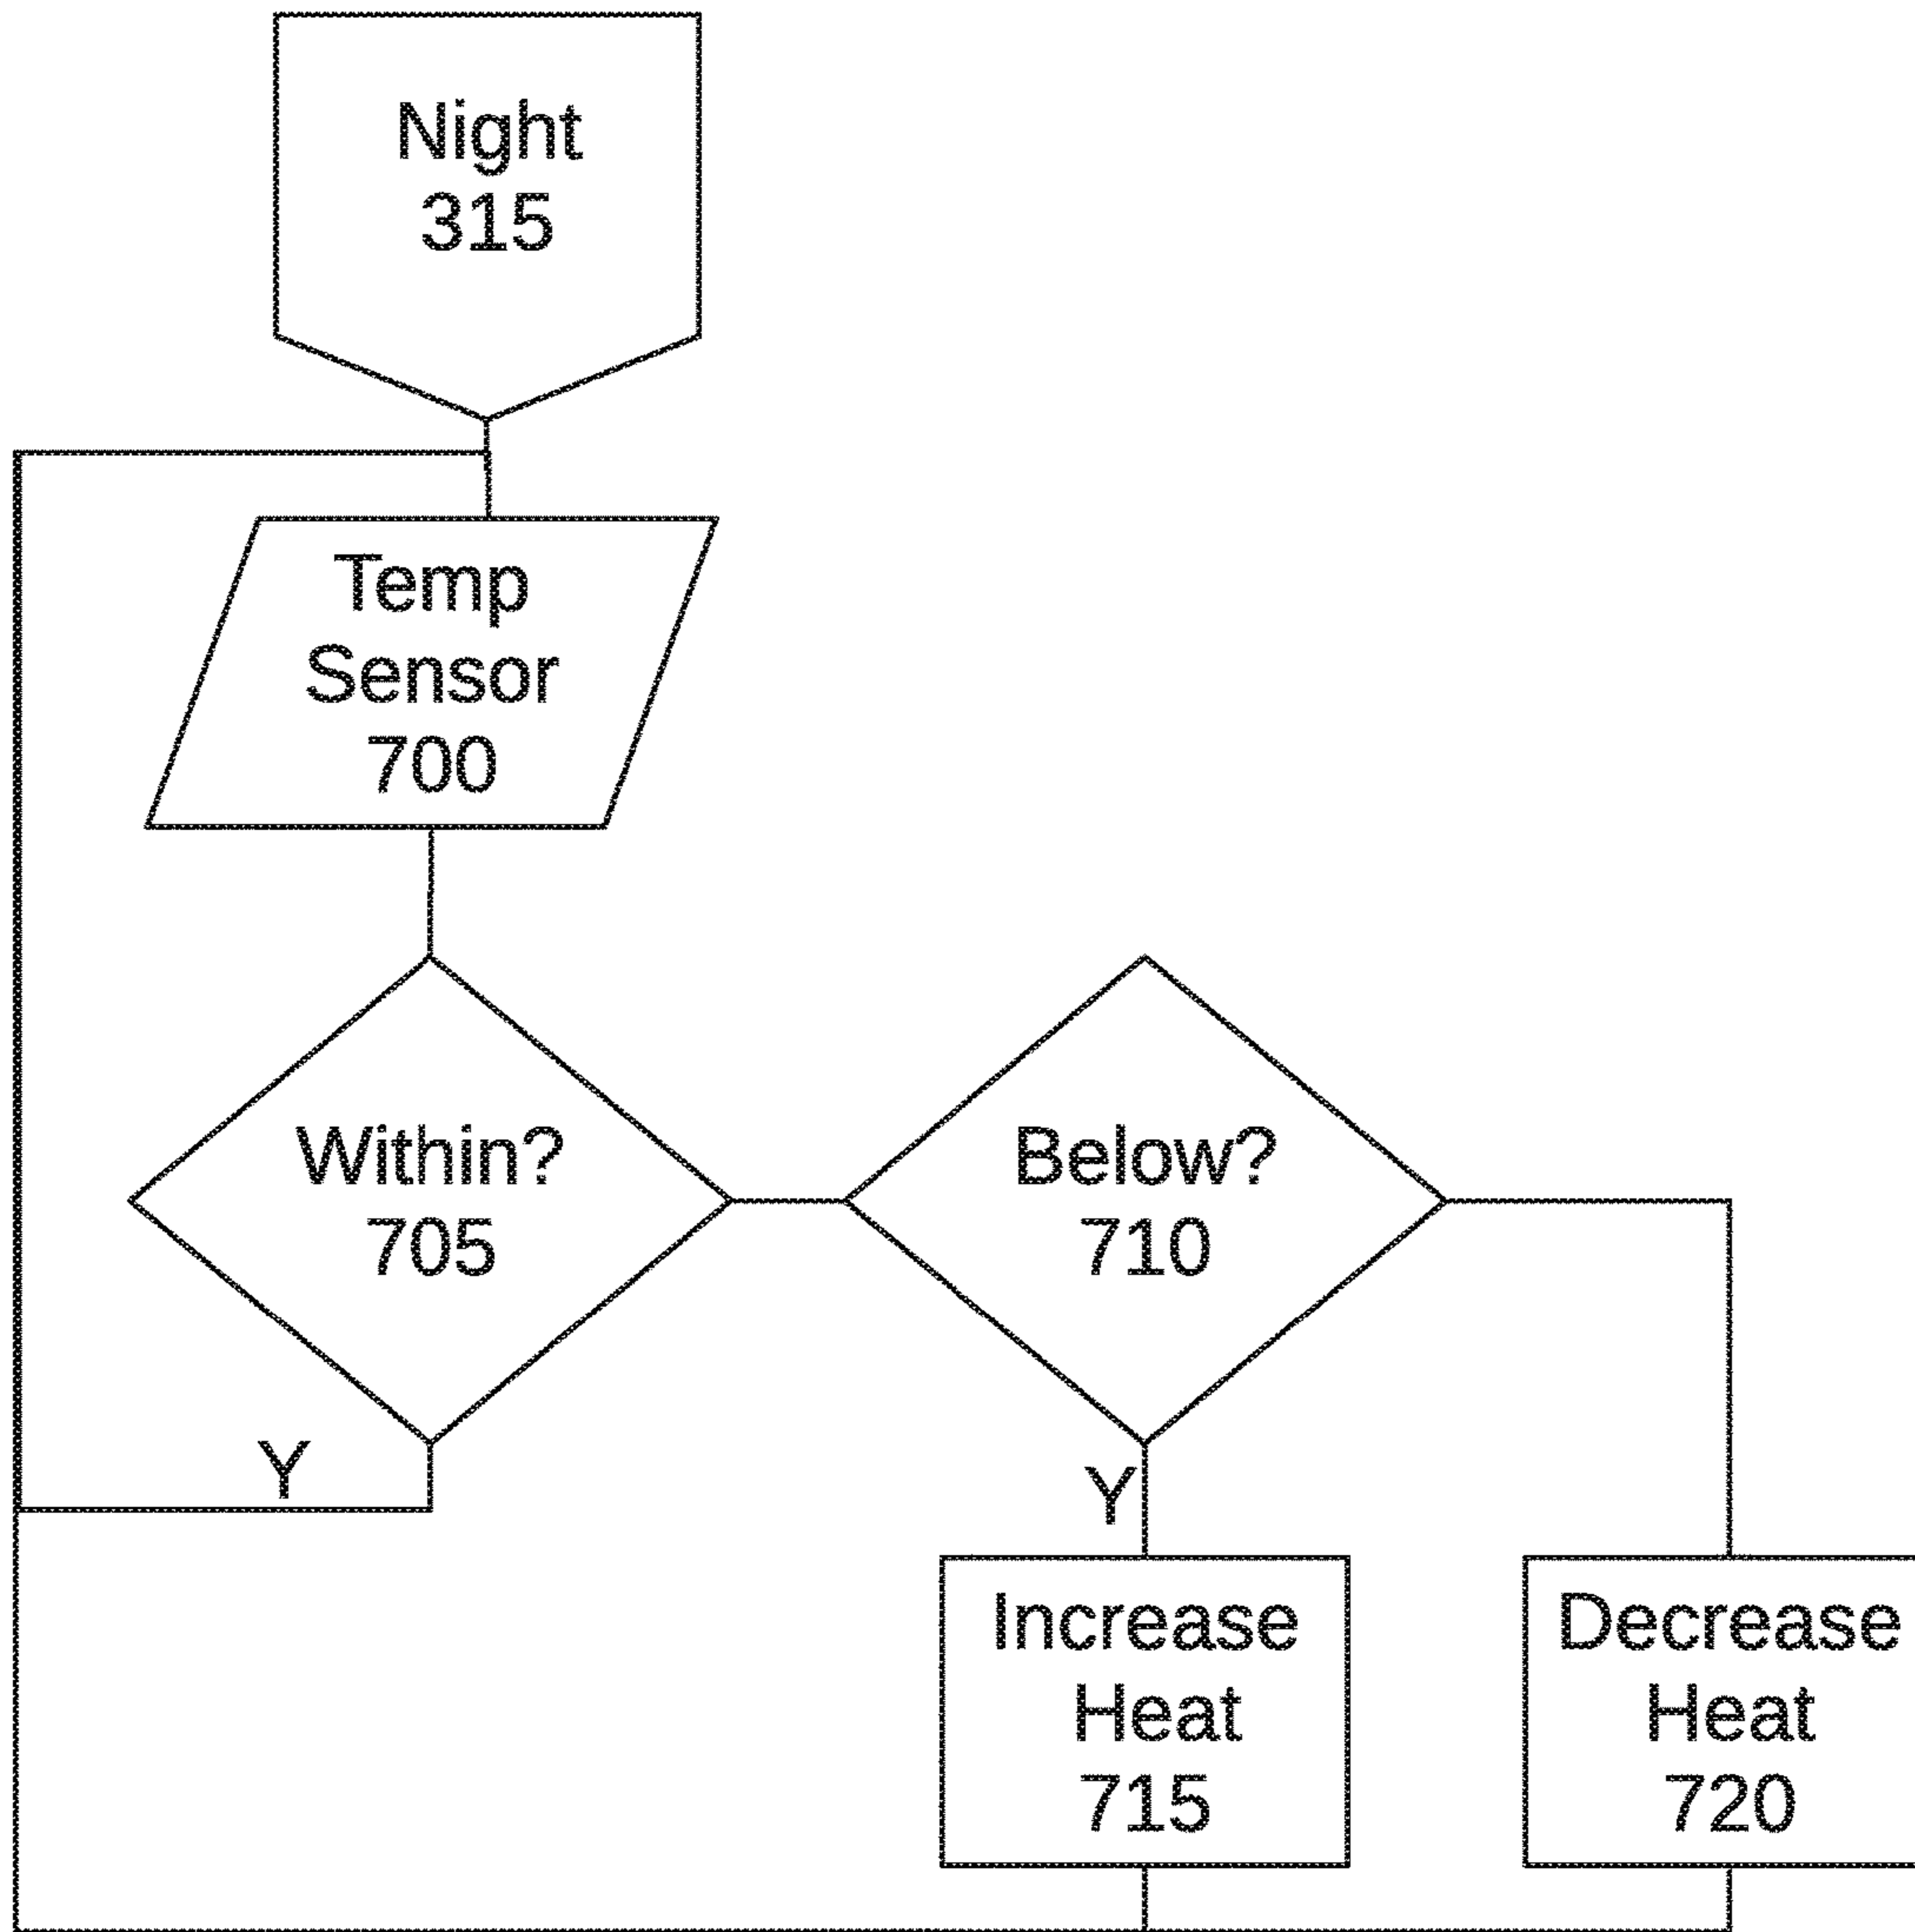 Night
315
Temp
Sensor
700
Within?
705
Below?
710
Y
Y
Increase
Heat
715
Decrease
Heat
720